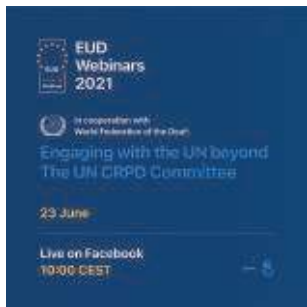 EUD
Webinars
2021
In cooperation with
World Federation of the Deaf
Engaging with the UN beyond
The UN CRPD Committee
23 June
Live on Facebook
10:00 CEST